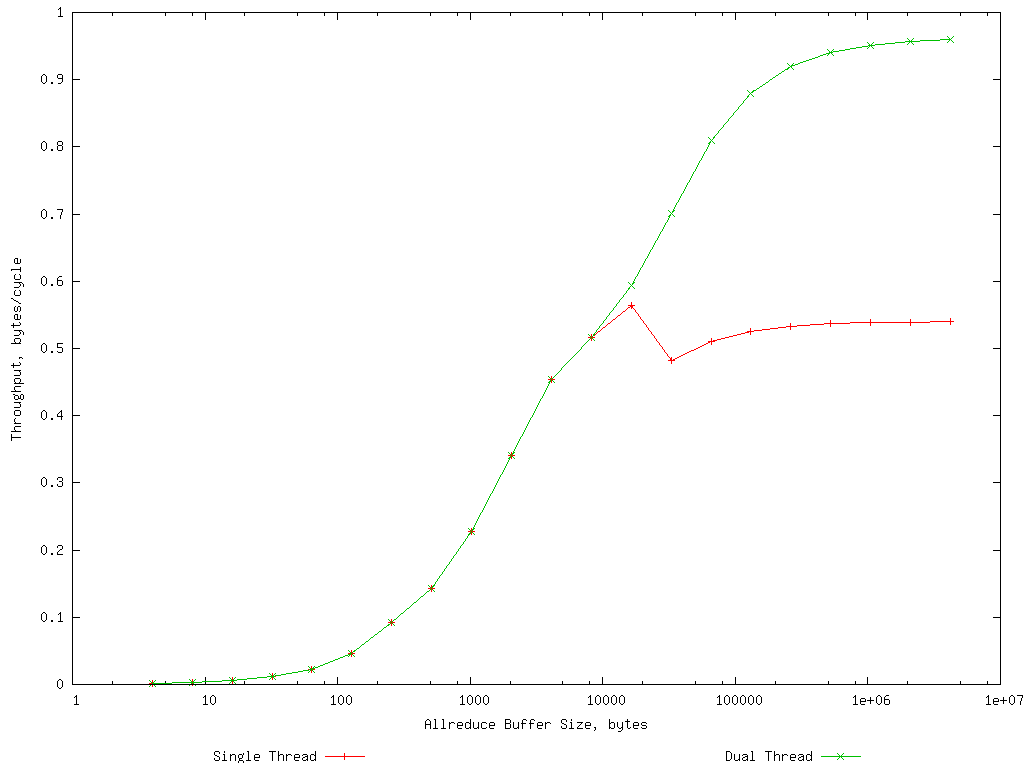 1
0.9
0.8
0.7
0.6
0.5
0.4
0.3
0.2
0.1
0
Throughput, bytes/cycle
1 10 100 1000 10000 100000 1e+06 1e+07
Allreduce Buffer Size, bytes
Single Thread Dual Thread